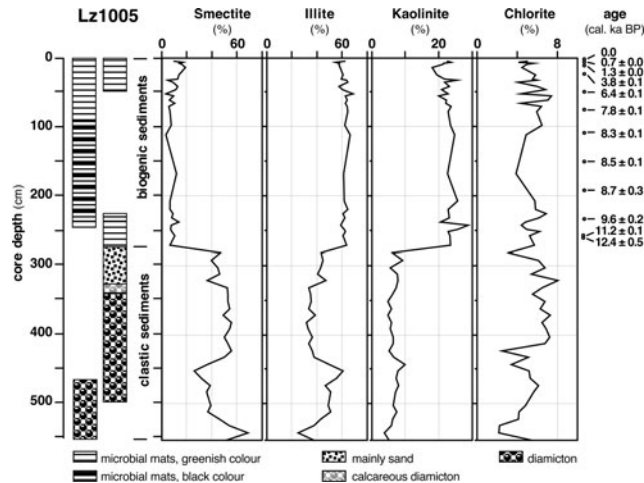 Lz1005
Smectite Illite Kaolinite Chlorite age
(%) (%) (%) (%) (cal. ka BP)
0 60 0 60 0 20 0 8
0
100
200
300
400
500
core depth (cm)
biogenic sediments
clastic sediments
0.0
0.7 ± 0.0
1.3 ± 0.0
3.8 ± 0.1
6.4 ± 0.1
7.8 ± 0.1
8.3 ± 0.1
8.5 ± 0.1
8.7 ± 0.3
9.6 ± 0.2
11.2 ± 0.1
12.4 ± 0.5
microbial mats, greenish colour mainly sand diamicton
microbial mats, black colour calcareous diamicton